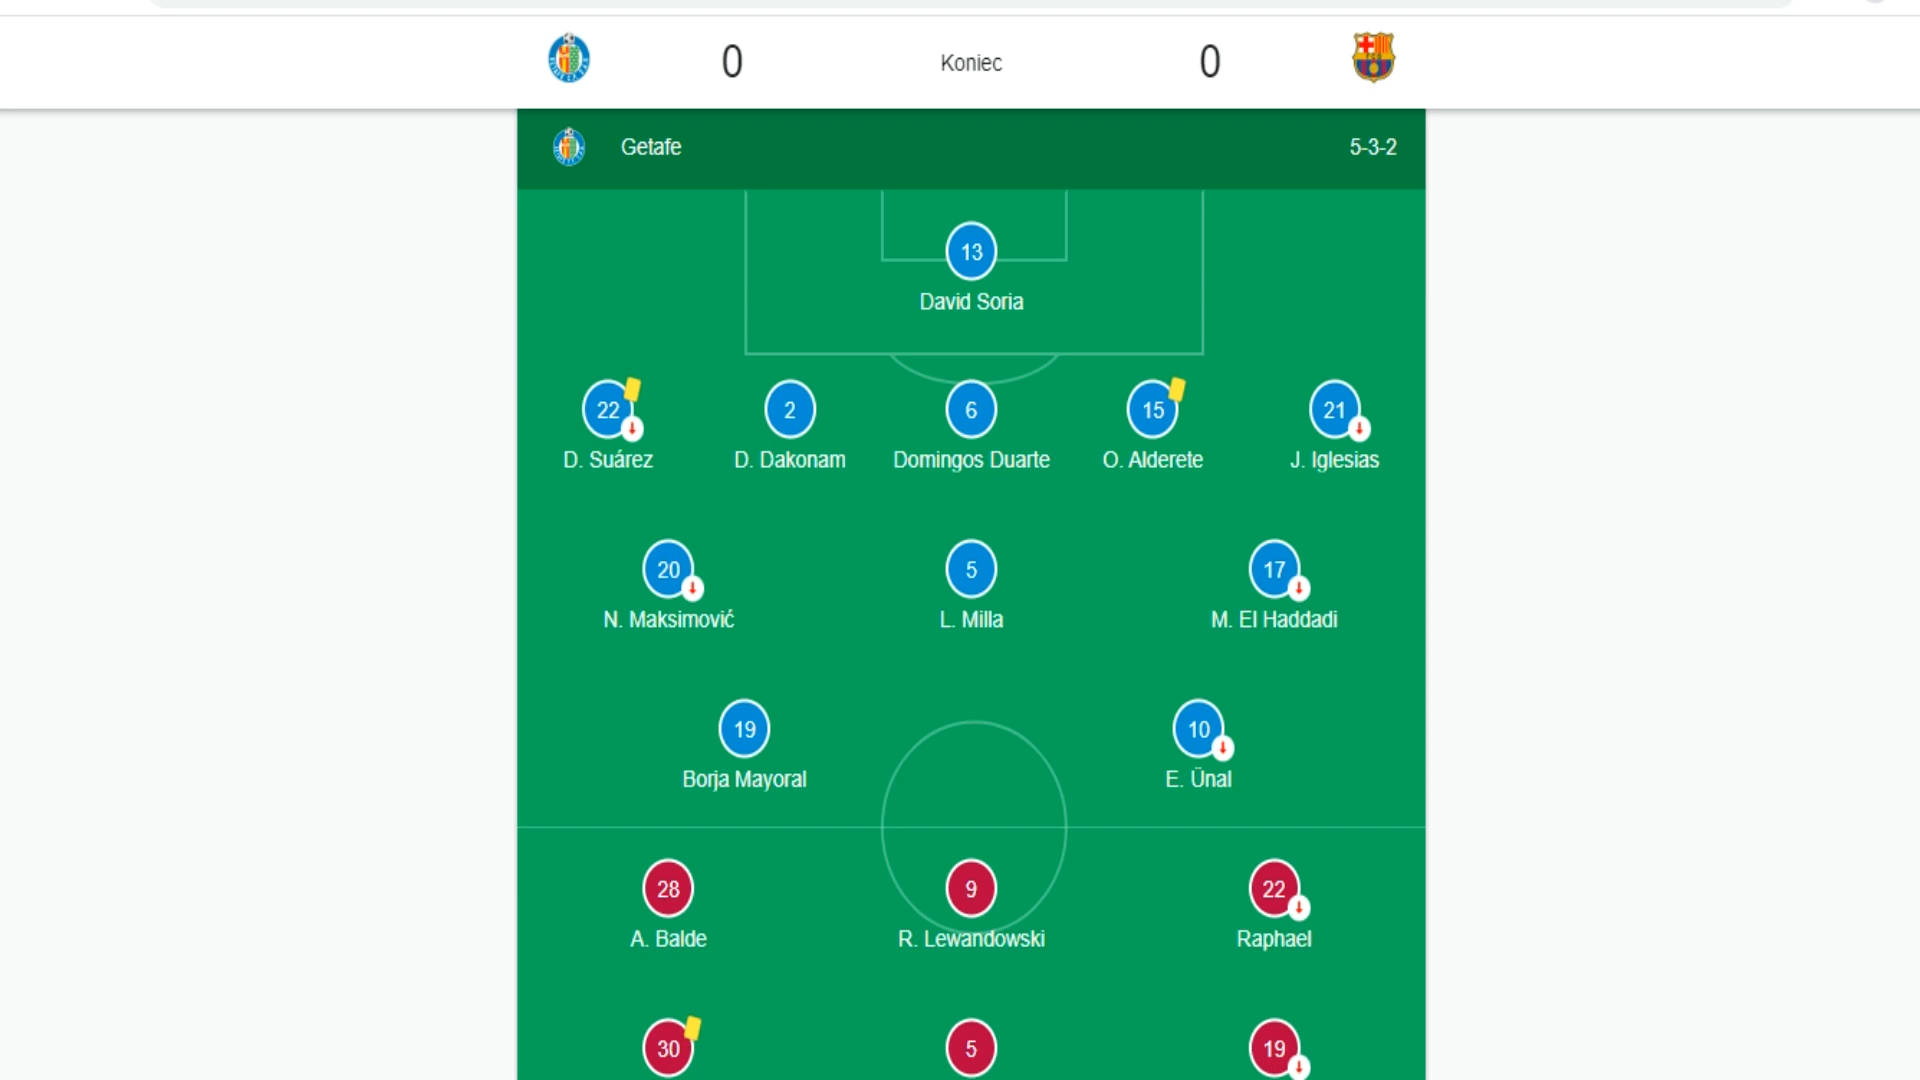 0 Koniec 0
Getafe 5-3-2
13
David Soria
22 2 6 15 21
D. Suárez D. Dakonam Domingos Duarte O. Alderete J. Iglesias
20 5 17
N. Maksimović L. Milla M. El Haddadi
19 10
Borja Mayoral E. Ünal
28 9 22
A. Balde R. Lewandowski Raphael
30 5 19